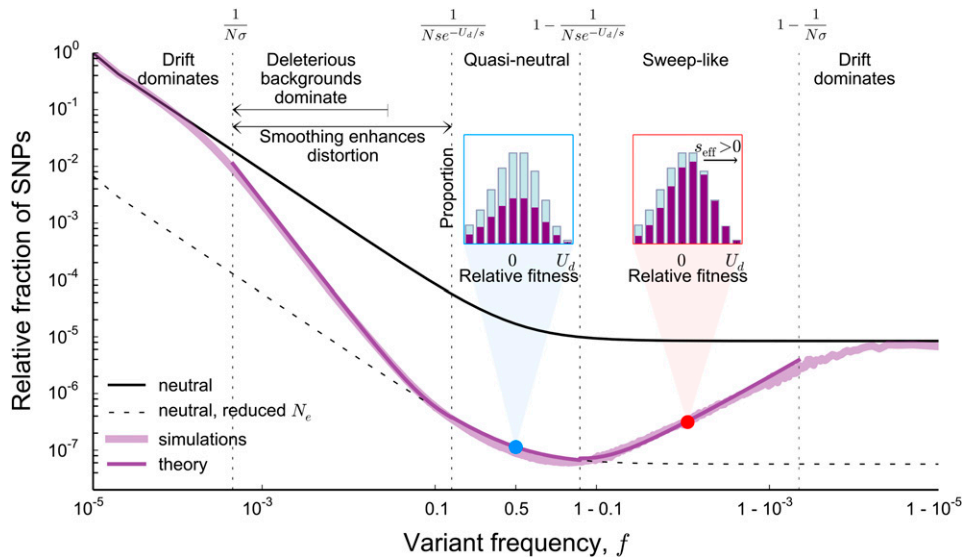 1/Nσ
1/Nse^{-U_d/s}
1 − 1/Nse^{-U_d/s}
1 − 1/Nσ
Drift dominates
Deleterious backgrounds dominate
Quasi-neutral
Sweep-like
Drift dominates
Smoothing enhances distortion
Relative fraction of SNPs
10^0
10^-1
10^-2
10^-3
10^-4
10^-5
10^-6
10^-7
Proportion
0
U_d
Relative fitness
s_eff >0
0
U_d
Relative fitness
neutral
neutral, reduced N_e
simulations
theory
10^-5
10^-3
0.1
0.5
1 - 0.1
1 - 10^-3
1 - 10^-5
Variant frequency, f